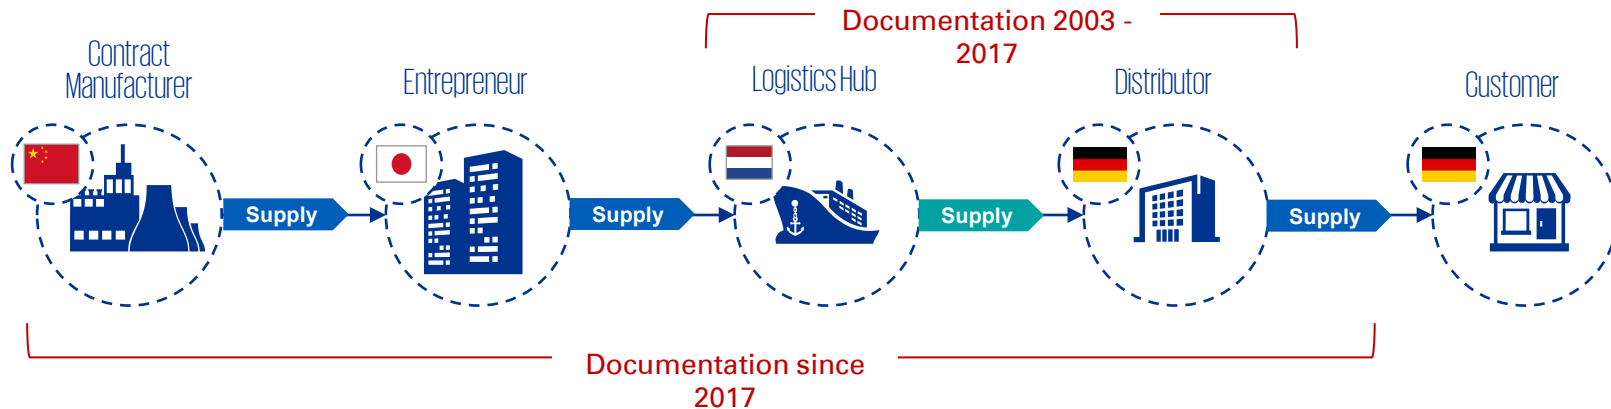 Documentation 2003 -
2017
Contract
Manufacturer
Entrepreneur
Logistics Hub
Distributor
Customer
Supply
Supply
Supply
Supply
Documentation since
2017